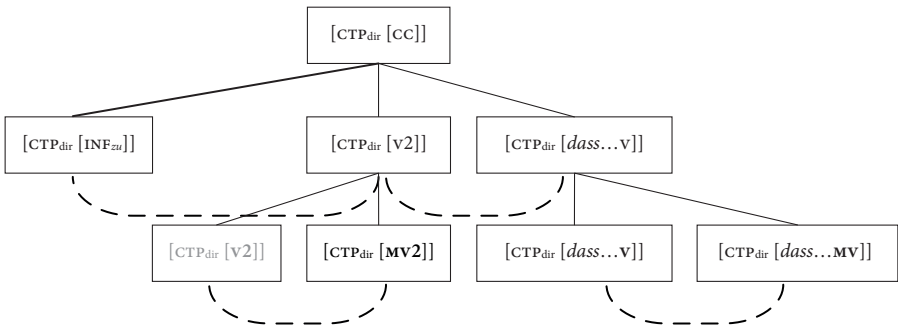 [CTPdir [CC]]
[CTPdir [INFzu]] [CTPdir [V2]] [CTPdir [dass…V]]
[CTPdir [V2]] [CTPdir [MV2]] [CTPdir [dass…V]] [CTPdir [dass…MV]]